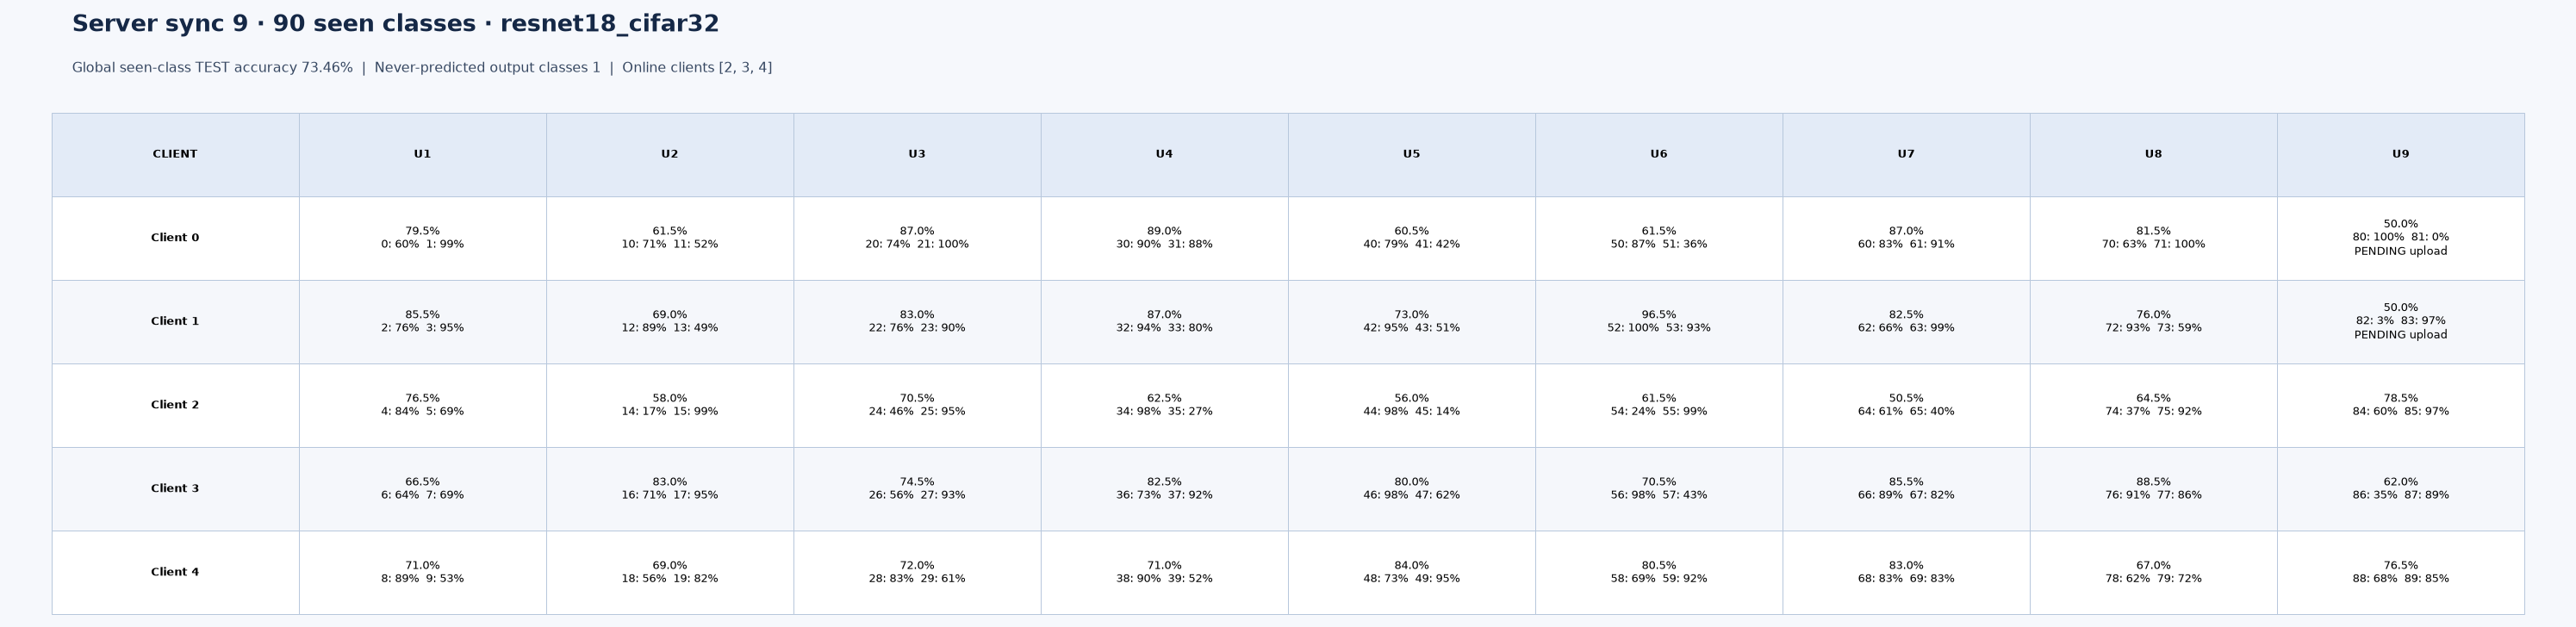 Server sync 9 · 90 seen classes · resnet18_cifar32
Global seen-class TEST accuracy 73.46% | Never-predicted output classes 1 | Online clients [2, 3, 4]
CLIENT U1 U2 U3 U4 U5 U6 U7 U8 U9
Client 0
79.5%
0: 60% 1: 99%
61.5%
10: 71% 11: 52%
87.0%
20: 74% 21: 100%
89.0%
30: 90% 31: 88%
60.5%
40: 79% 41: 42%
61.5%
50: 87% 51: 36%
87.0%
60: 83% 61: 91%
81.5%
70: 63% 71: 100%
50.0%
80: 100% 81: 0%
PENDING upload
Client 1
85.5%
2: 76% 3: 95%
69.0%
12: 89% 13: 49%
83.0%
22: 76% 23: 90%
87.0%
32: 94% 33: 80%
73.0%
42: 95% 43: 51%
96.5%
52: 100% 53: 93%
82.5%
62: 66% 63: 99%
76.0%
72: 93% 73: 59%
50.0%
82: 3% 83: 97%
PENDING upload
Client 2
76.5%
4: 84% 5: 69%
58.0%
14: 17% 15: 99%
70.5%
24: 46% 25: 95%
62.5%
34: 98% 35: 27%
56.0%
44: 98% 45: 14%
61.5%
54: 24% 55: 99%
50.5%
64: 61% 65: 40%
64.5%
74: 37% 75: 92%
78.5%
84: 60% 85: 97%
Client 3
66.5%
6: 64% 7: 69%
83.0%
16: 71% 17: 95%
74.5%
26: 56% 27: 93%
82.5%
36: 73% 37: 92%
80.0%
46: 98% 47: 62%
70.5%
56: 98% 57: 43%
85.5%
66: 89% 67: 82%
88.5%
76: 91% 77: 86%
62.0%
86: 35% 87: 89%
Client 4
71.0%
8: 89% 9: 53%
69.0%
18: 56% 19: 82%
72.0%
28: 83% 29: 61%
71.0%
38: 90% 39: 52%
84.0%
48: 73% 49: 95%
80.5%
58: 69% 59: 92%
83.0%
68: 83% 69: 83%
67.0%
78: 62% 79: 72%
76.5%
88: 68% 89: 85%